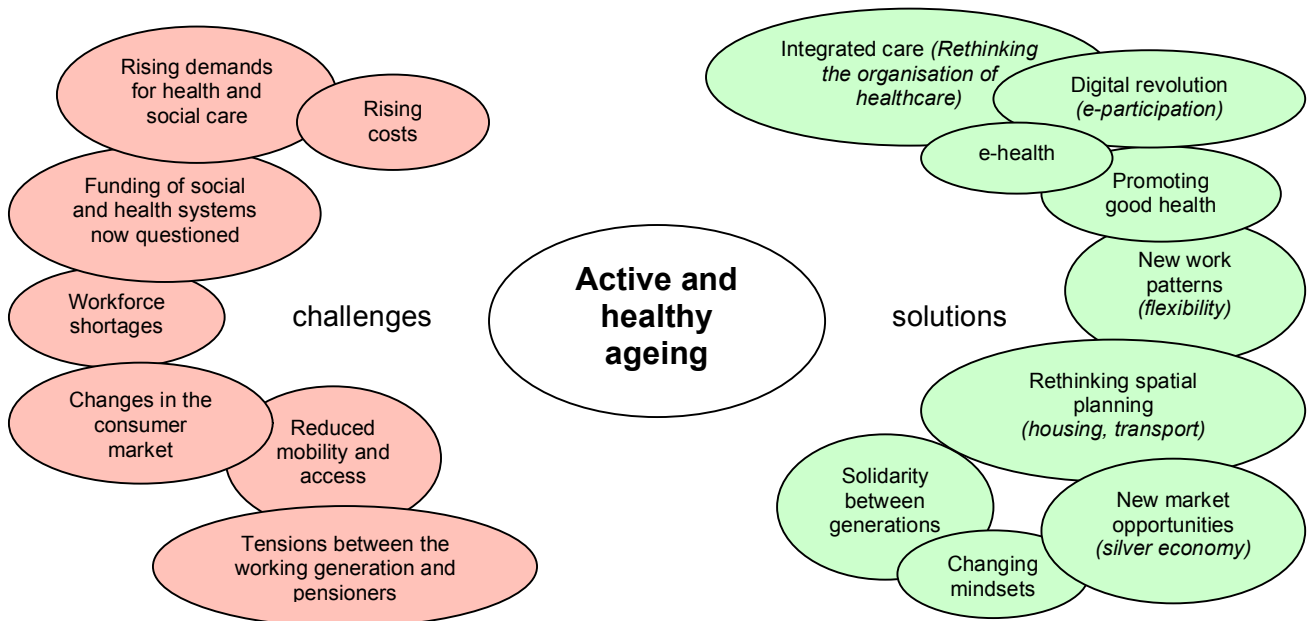 Rising demands
for health and
social care
Rising
costs
Funding of social
and health systems
now questioned
Workforce
shortages
challenges
Changes in the
consumer
market
Reduced
mobility and
access
Tensions between the
working generation and
pensioners
Active and
healthy
ageing
Integrated care (Rethinking
the organisation of
healthcare)
Digital revolution
(e-participation)
e-health
Promoting
good health
New work
patterns
(flexibility)
solutions
Rethinking spatial
planning
(housing, transport)
Solidarity
between
generations
New market
opportunities
(silver economy)
Changing
mindsets